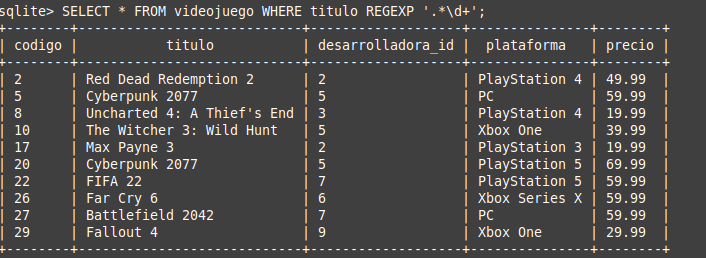 sqlite> SELECT * FROM videojuego WHERE titulo REGEXP '.*\d+';
+--------+----------------------------+------------------+---------------+--------+
| codigo |           titulo           | desarrolladora_id |  plataforma   | precio |
+--------+----------------------------+------------------+---------------+--------+
| 2      | Red Dead Redemption 2      | 2                 | PlayStation 4 | 49.99  |
| 5      | Cyberpunk 2077             | 5                 | PC            | 59.99  |
| 8      | Uncharted 4: A Thief's End | 3                 | PlayStation 4 | 19.99  |
| 10     | The Witcher 3: Wild Hunt   | 5                 | Xbox One      | 39.99  |
| 17     | Max Payne 3                | 2                 | PlayStation 3 | 19.99  |
| 20     | Cyberpunk 2077             | 5                 | PlayStation 5 | 69.99  |
| 22     | FIFA 22                    | 7                 | PlayStation 5 | 59.99  |
| 26     | Far Cry 6                  | 6                 | Xbox Series X | 59.99  |
| 27     | Battlefield 2042           | 7                 | PC            | 59.99  |
| 29     | Fallout 4                  | 9                 | Xbox One      | 29.99  |
+--------+----------------------------+------------------+---------------+--------+